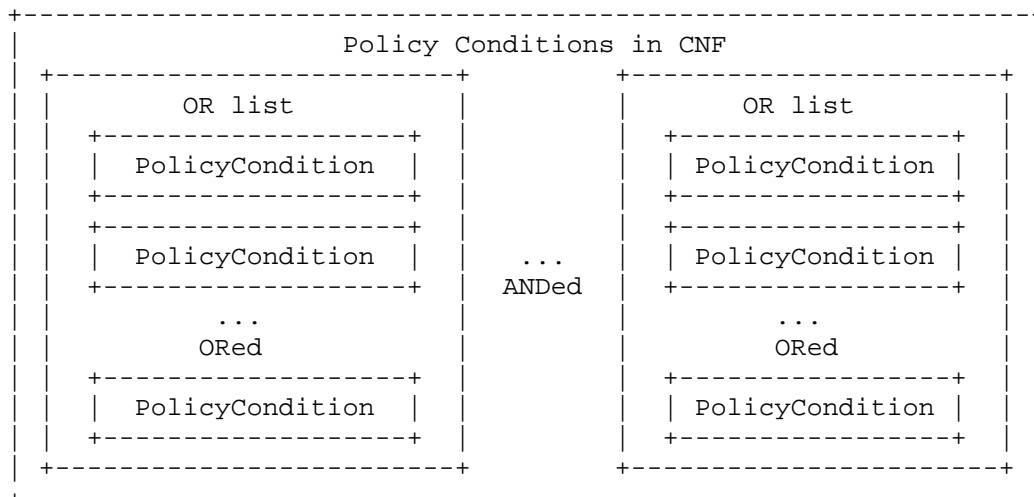 Policy Conditions in CNF
OR list OR list
PolicyCondition PolicyCondition
PolicyCondition ... PolicyCondition
ANDed
... ...
ORed ORed
PolicyCondition PolicyCondition